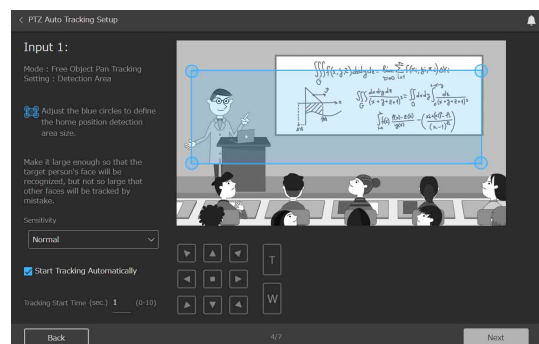 < PTZ Auto Tracking Setup
Input 1:
Mode : Free Object Pan Tracking
Setting : Detection Area
Adjust the blue circles to define
the home position detection
area size.
Make it large enough so that the
target person's face will be
recognized, but not so large that
other faces will be tracked by
mistake.
Sensitivity
Normal
Start Tracking Automatically
Tracking Start Time (sec.) 1 (0-10)
T
W
Back
4/7
Next